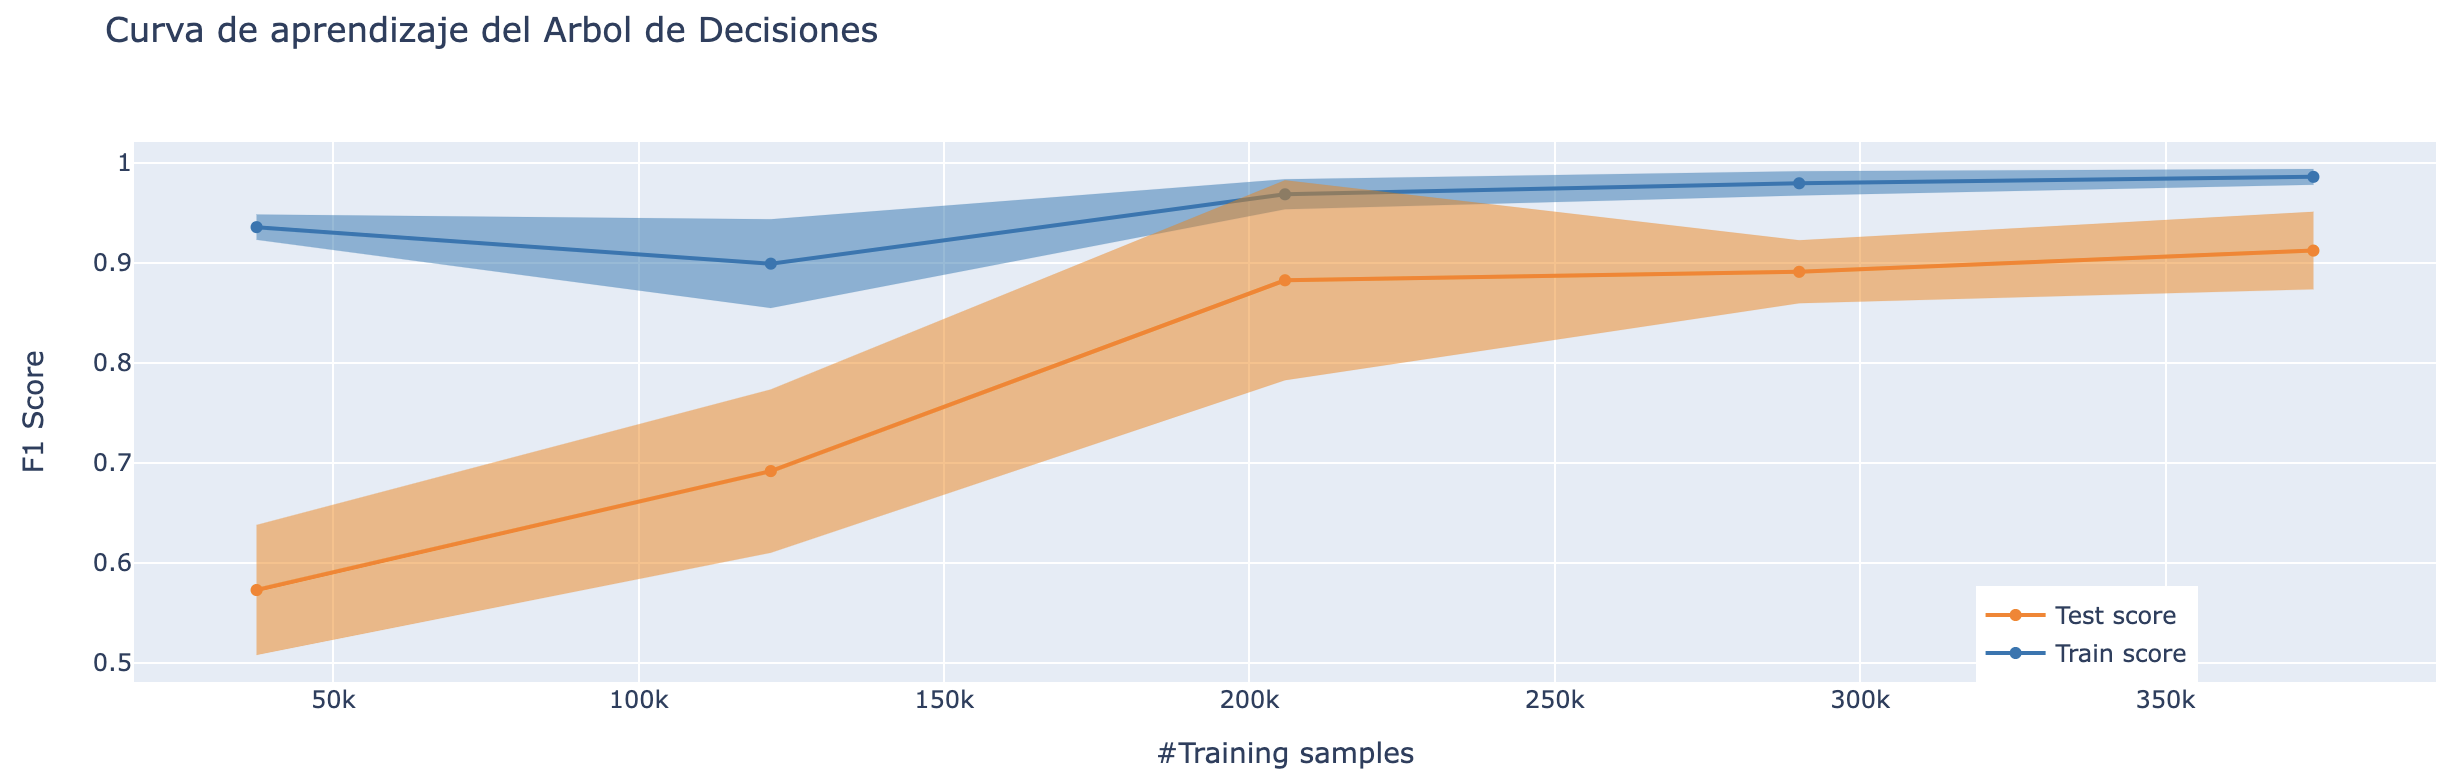 Curva de aprendizaje del Arbol de Decisiones
1
0.9
0.8
0.7
0.6
0.5
F1 Score
50k
100k
150k
200k
250k
300k
350k
#Training samples
Test score
Train score